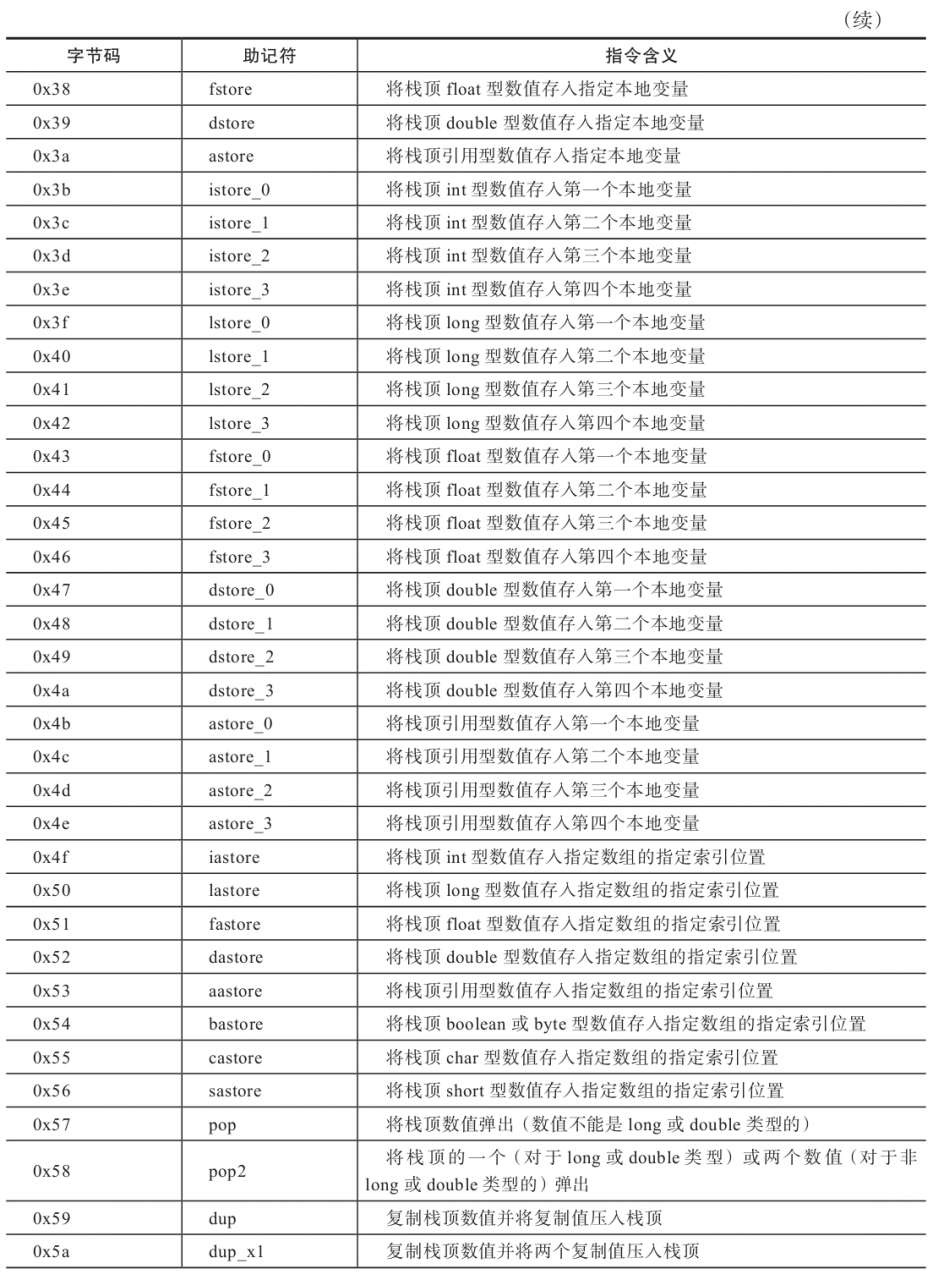 （续）
字节码 助记符 指令含义
0x38 fstore 将栈顶 float 型数值存入指定本地变量
0x39 dstore 将栈顶 double 型数值存入指定本地变量
0x3a astore 将栈顶引用型数值存入指定本地变量
0x3b istore_0 将栈顶 int 型数值存入第一个本地变量
0x3c istore_1 将栈顶 int 型数值存入第二个本地变量
0x3d istore_2 将栈顶 int 型数值存入第三个本地变量
0x3e istore_3 将栈顶 int 型数值存入第四个本地变量
0x3f lstore_0 将栈顶 long 型数值存入第一个本地变量
0x40 lstore_1 将栈顶 long 型数值存入第二个本地变量
0x41 lstore_2 将栈顶 long 型数值存入第三个本地变量
0x42 lstore_3 将栈顶 long 型数值存入第四个本地变量
0x43 fstore_0 将栈顶 float 型数值存入第一个本地变量
0x44 fstore_1 将栈顶 float 型数值存入第二个本地变量
0x45 fstore_2 将栈顶 float 型数值存入第三个本地变量
0x46 fstore_3 将栈顶 float 型数值存入第四个本地变量
0x47 dstore_0 将栈顶 double 型数值存入第一个本地变量
0x48 dstore_1 将栈顶 double 型数值存入第二个本地变量
0x49 dstore_2 将栈顶 double 型数值存入第三个本地变量
0x4a dstore_3 将栈顶 double 型数值存入第四个本地变量
0x4b astore_0 将栈顶引用型数值存入第一个本地变量
0x4c astore_1 将栈顶引用型数值存入第二个本地变量
0x4d astore_2 将栈顶引用型数值存入第三个本地变量
0x4e astore_3 将栈顶引用型数值存入第四个本地变量
0x4f iastore 将栈顶 int 型数值存入指定数组的指定索引位置
0x50 lastore 将栈顶 long 型数值存入指定数组的指定索引位置
0x51 fastore 将栈顶 float 型数值存入指定数组的指定索引位置
0x52 dastore 将栈顶 double 型数值存入指定数组的指定索引位置
0x53 aastore 将栈顶引用型数值存入指定数组的指定索引位置
0x54 bastore 将栈顶 boolean 或 byte 型数值存入指定数组的指定索引位置
0x55 castore 将栈顶 char 型数值存入指定数组的指定索引位置
0x56 sastore 将栈顶 short 型数值存入指定数组的指定索引位置
0x57 pop 将栈顶数值弹出（数值不能是 long 或 double 类型的）
0x58 pop2 将栈顶的一个（对于 long 或 double 类型）或两个数值（对于非
long 或 double 类型的）弹出
0x59 dup 复制栈顶数值并将复制值压入栈顶
0x5a dup_x1 复制栈顶数值并将两个复制值压入栈顶